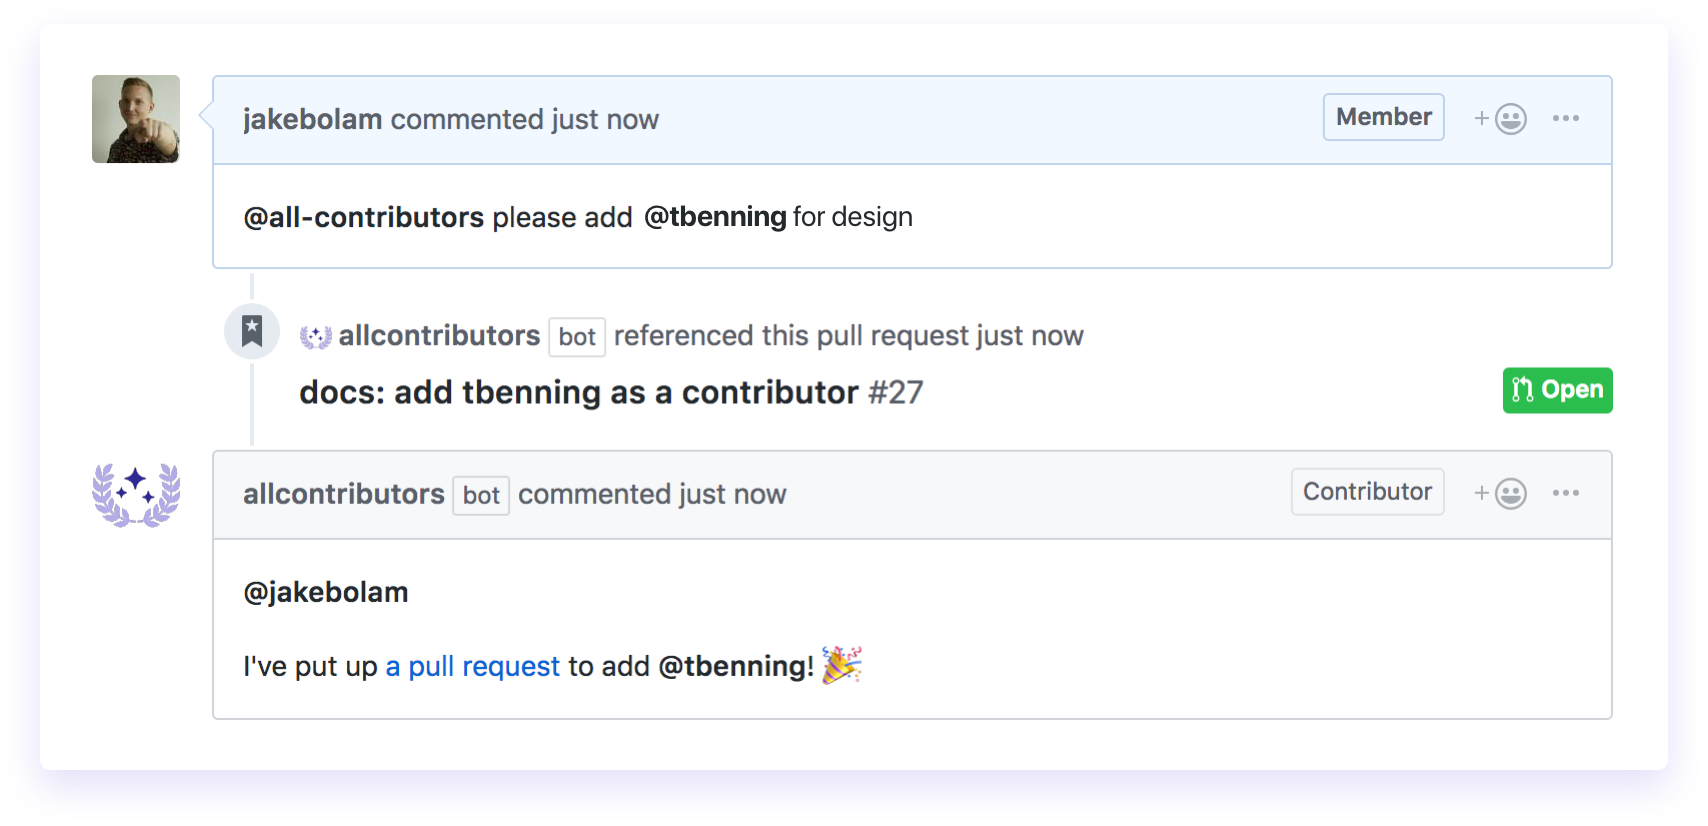 jakebolam commented just now Member
@all-contributors please add @tbenning for design
allcontributors bot referenced this pull request just now
docs: add tbenning as a contributor #27 Open
allcontributors bot commented just now Contributor
@jakebolam
I've put up a pull request to add @tbenning! 🎉